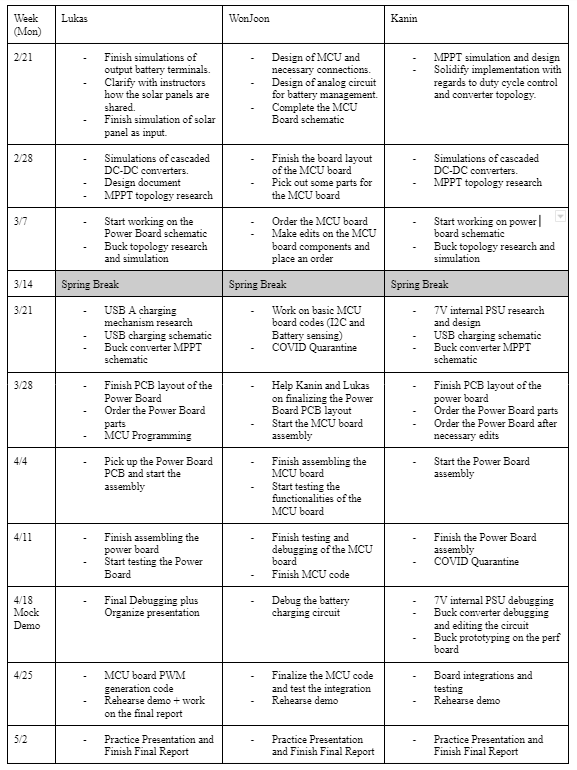 Week
(Mon)
Lukas
WonJoon
Kanin
2/21
- Finish simulations of
output battery terminals.
- Clarify with instructors
how the solar panels are
shared.
- Finish simulation of solar
panel as input.
- Design of MCU and
necessary connections.
- Design of analog circuit
for battery management.
- Complete the MCU
Board schematic
- MPPT simulation and design
- Solidify implementation with
regards to duty cycle control
and converter topology.
2/28
- Simulations of cascaded
DC-DC converters.
- Design document
- MPPT topology research
- Finish the board layout
of the MCU board
- Pick out some parts for
the MCU board
- Simulations of cascaded
DC-DC converters.
- MPPT topology research
3/7
- Start working on the
Power Board schematic
- Buck topology research
and simulation
- Order the MCU board
- Make edits on the MCU
board components and
place an order
- Start working on power
board schematic
- Buck topology research and
simulation
3/14
Spring Break
Spring Break
Spring Break
3/21
- USB A charging
mechanism research
- USB charging schematic
- Buck converter MPPT
schematic
- Work on basic MCU
board codes (I2C and
Battery sensing)
- COVID Quarantine
- 7V internal PSU research
and design
- USB charging schematic
- Buck converter MPPT
schematic
3/28
- Finish PCB layout of the
Power Board
- Order the Power Board
parts
- MCU Programming
- Help Kanin and Lukas
on finalizing the Power
Board PCB layout
- Start the MCU board
assembly
- Finish PCB layout of the
power board
- Order the Power Board parts
- Order the Power Board after
necessary edits
4/4
- Pick up the Power Board
PCB and start the
assembly
- Finish assembling the
MCU board
- Start testing the
functionalities of the
MCU board
- Start the Power Board
assembly
4/11
- Finish assembling the
power board
- Start testing the Power
Board
- Finish testing and
debugging of the MCU
board
- Finish MCU code
- Finish the Power Board
assembly
- COVID Quarantine
4/18
Mock
Demo
- Final Debugging plus
Organize presentation
- Debug the battery
charging circuit
- 7V internal PSU debugging
- Buck converter debugging
and editing the circuit
- Buck prototyping on the perf
board
4/25
- MCU board PWM
generation code
- Rehearse demo + work
on the final report
- Finalize the MCU code
and test the integration
- Rehearse demo
- Board integrations and
testing
- Rehearse demo
5/2
- Practice Presentation and
Finish Final Report
- Practice Presentation
and Finish Final Report
- Practice Presentation and
Finish Final Report